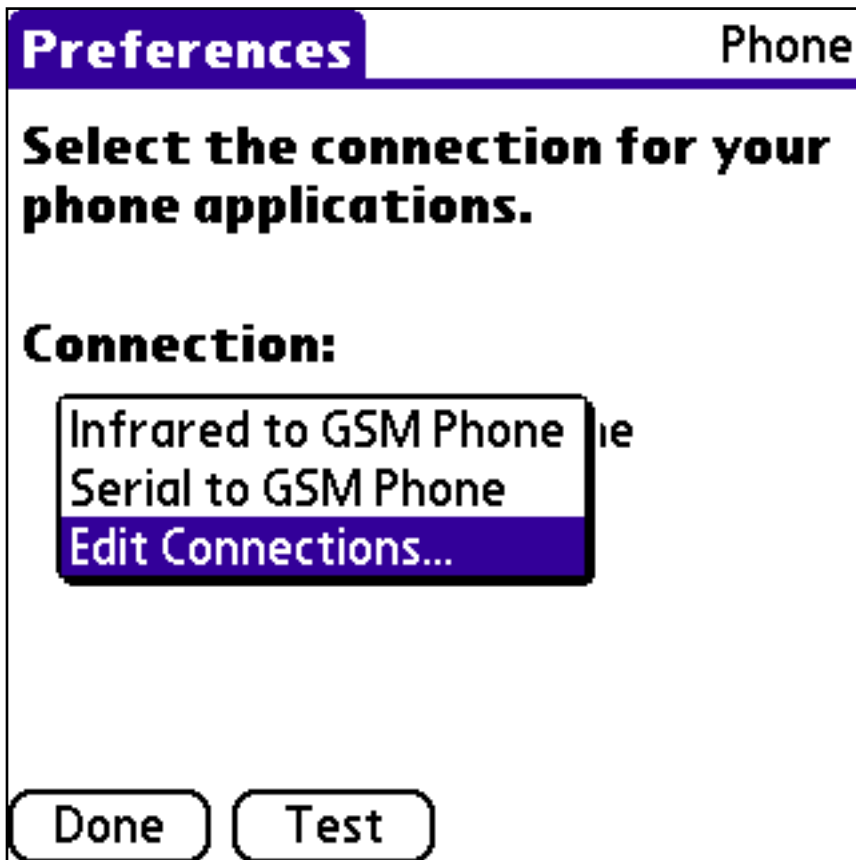 Preferences
Phone
Select the connection for your
phone applications.
Connection:
Infrared to GSM Phone
Serial to GSM Phone
Edit Connections...
Done
Test